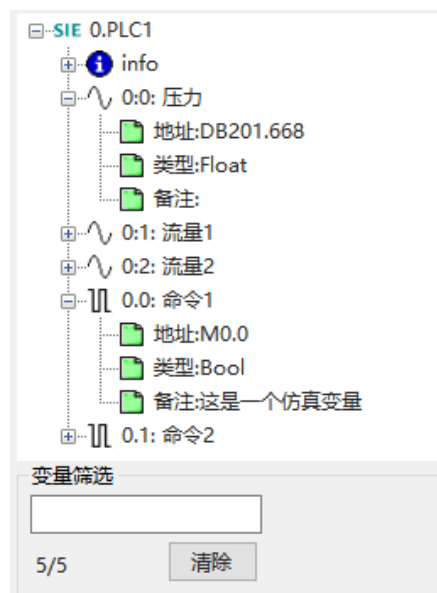 SIE 0.PLC1
info
0:0: 压力
地址:DB201.668
类型:Float
备注:
0:1: 流量1
0:2: 流量2
0.0: 命令1
地址:M0.0
类型:Bool
备注:这是一个仿真变量
0.1: 命令2
变量筛选
5/5
清除